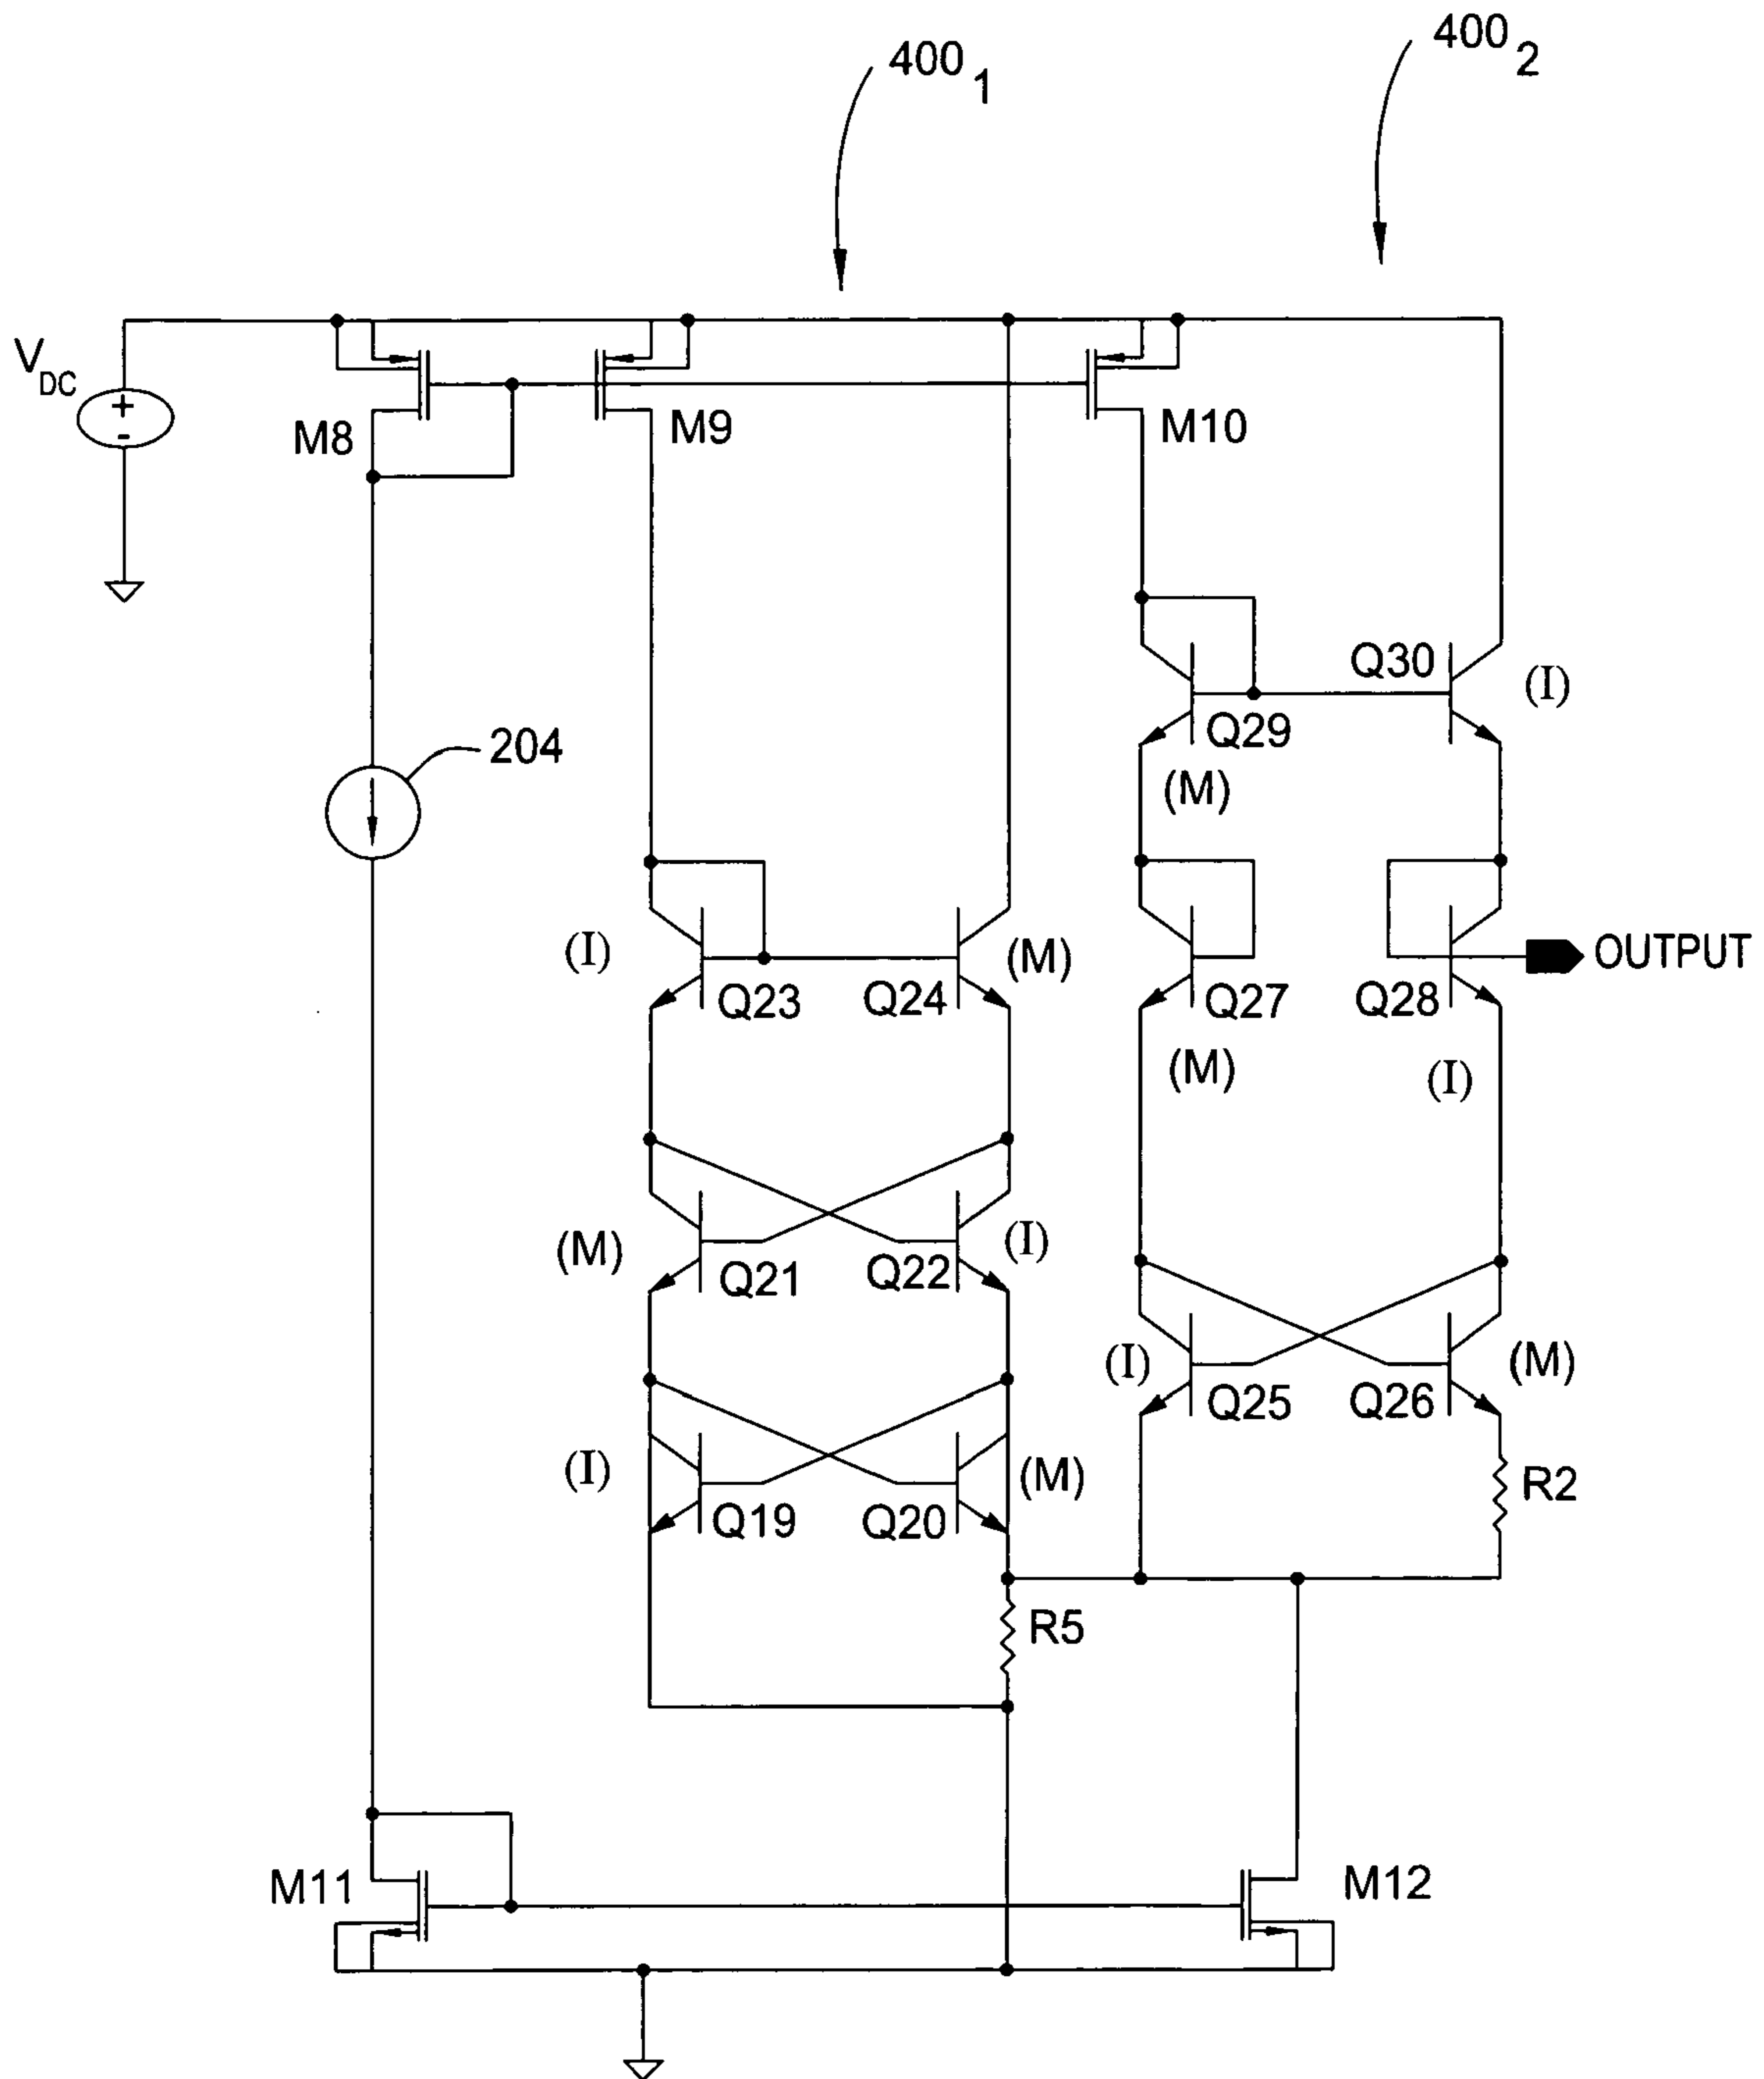 400 1
400 2
V DC
+
-
M8
M9
M10
204
Q30
(I)
Q29
(M)
(I)
Q23
Q24
(M)
Q27
(M)
Q28
(I)
OUTPUT
(M)
Q21
Q22
(I)
(I)
Q25
Q26
(M)
(I)
Q19
Q20
(M)
R2
R5
M11
M12